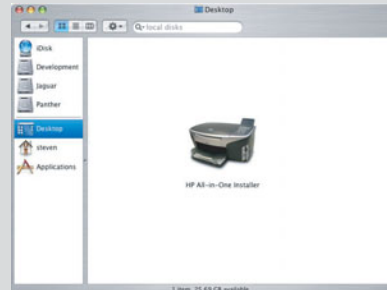 Desktop
local disks
iDisk
Development
Jaguar
Panther
Desktop
steven
Applications
HP All-in-One Installer